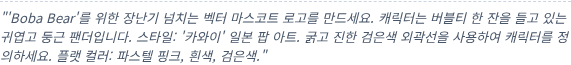 "'Boba Bear'를 위한 장난기 넘치는 벡터 마스코트 로고를 만드세요. 캐릭터는 버블티 한 잔을 들고 있는
귀엽고 둥근 팬더입니다. 스타일: '카와이' 일본 팝 아트. 굵고 진한 검은색 외곽선을 사용하여 캐릭터를 정
의하세요. 플랫 컬러: 파스텔 핑크, 흰색, 검은색."